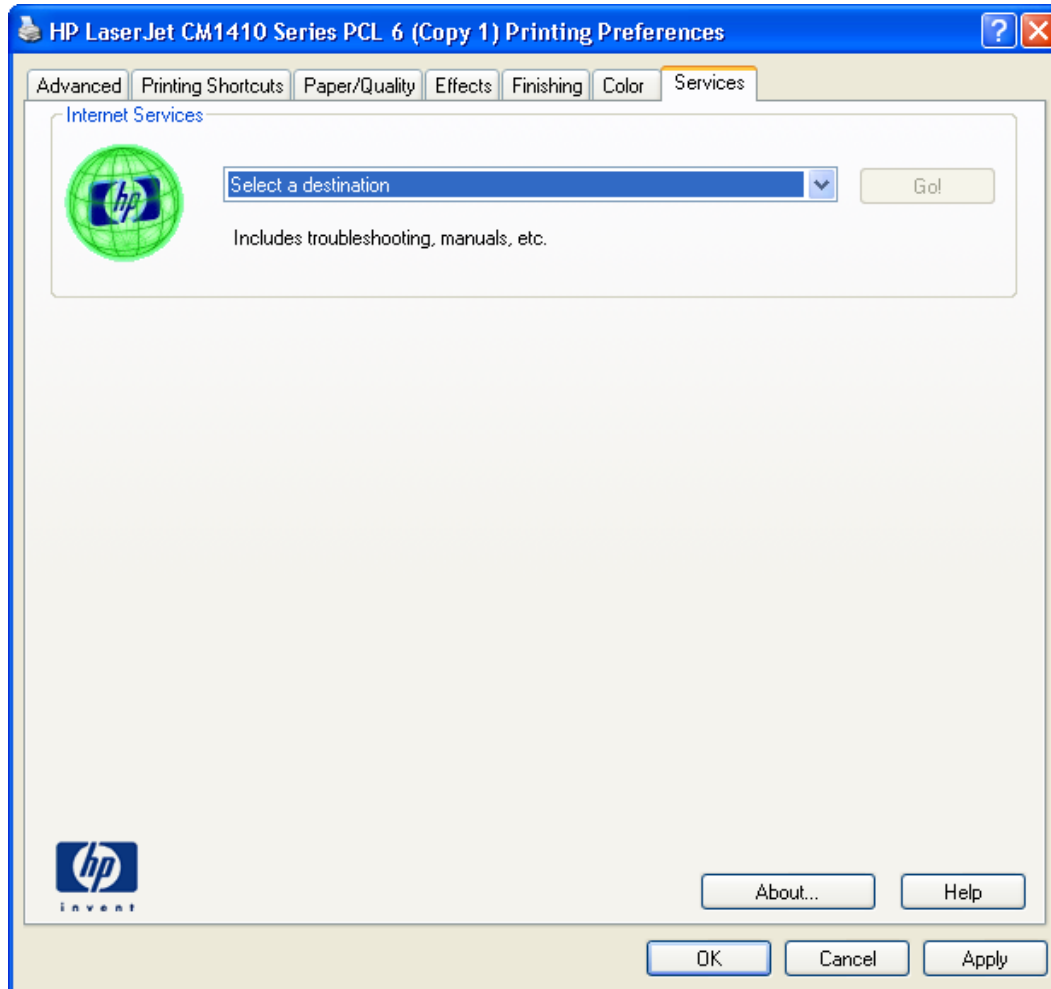 HP LaserJet CM1410 Series PCL 6 (Copy 1) Printing Preferences
Advanced Printing Shortcuts Paper/Quality Effects Finishing Color Services
Internet Services
hp
Select a destination Go!
Includes troubleshooting, manuals, etc.
hp
invent
About... Help
OK Cancel Apply